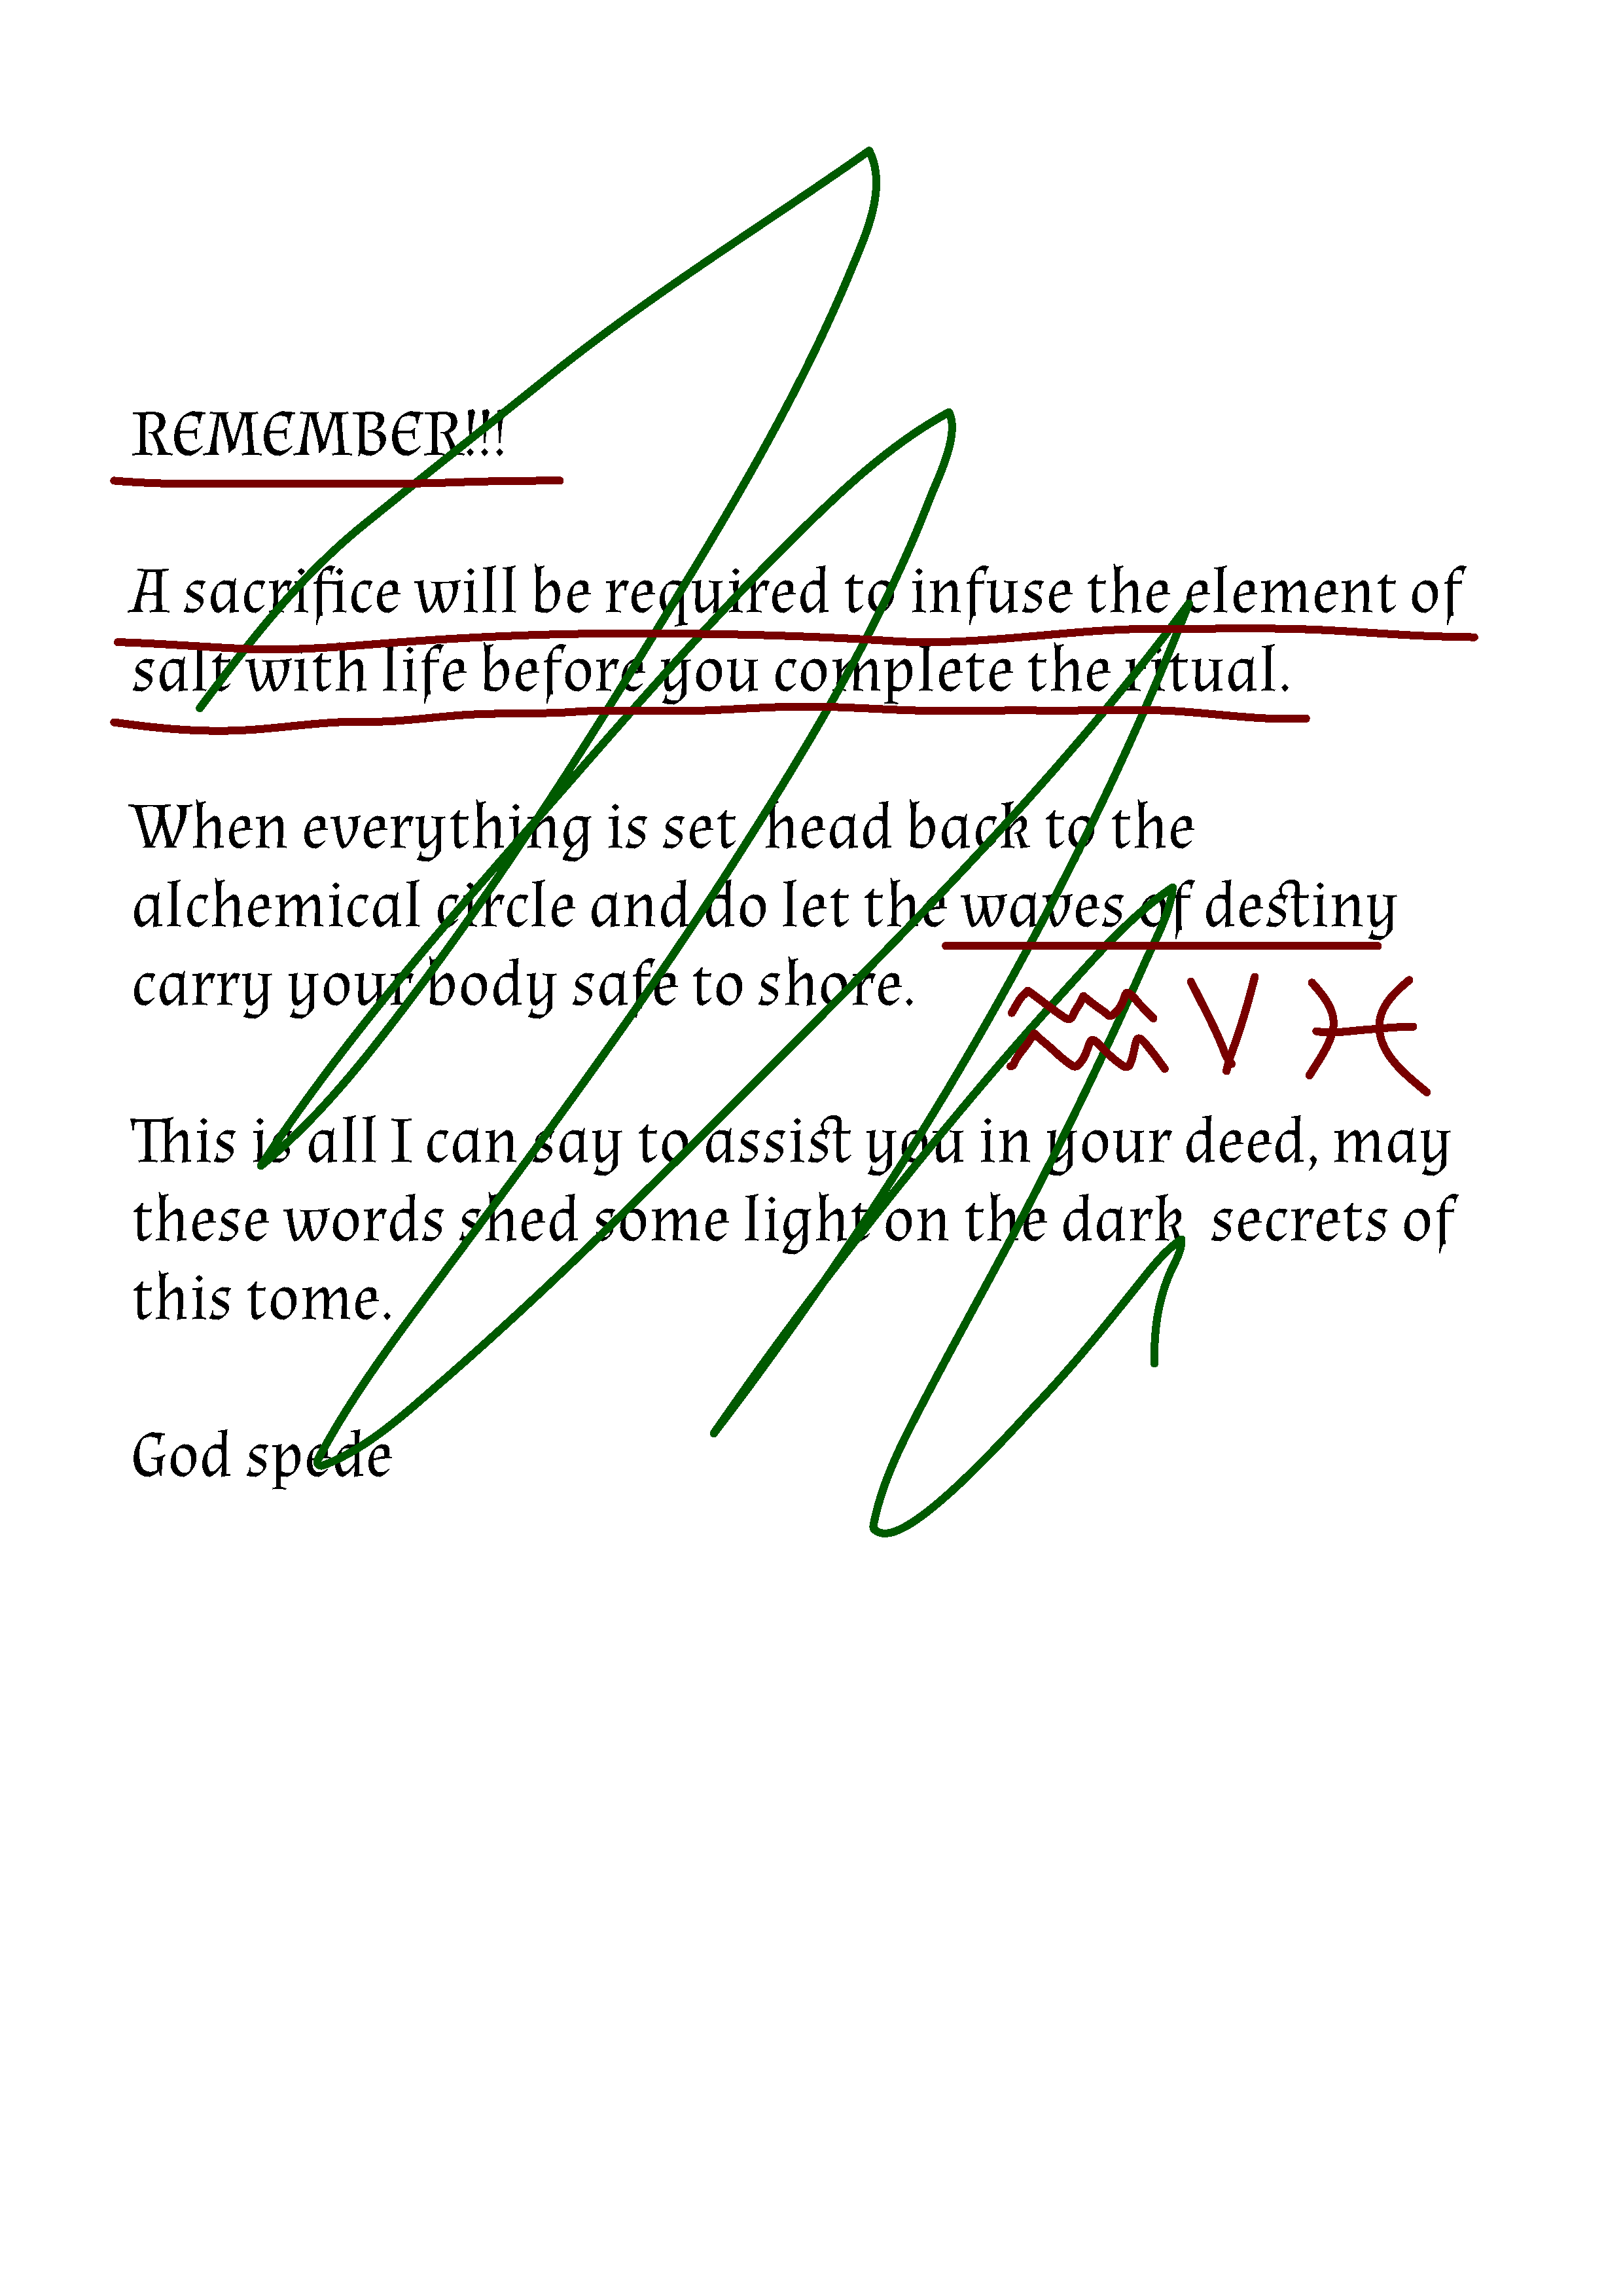 REMEMBER!!!
A sacrifice will be required to infuse the element of
salt with life before you complete the ritual.
When everything is set head back to the
alchemical circle and do let the waves of destiny
carry your body safe to shore.
♒ V ♓
This is all I can say to assist you in your deed, may
these words shed some light on the dark secrets of
this tome.
God spede